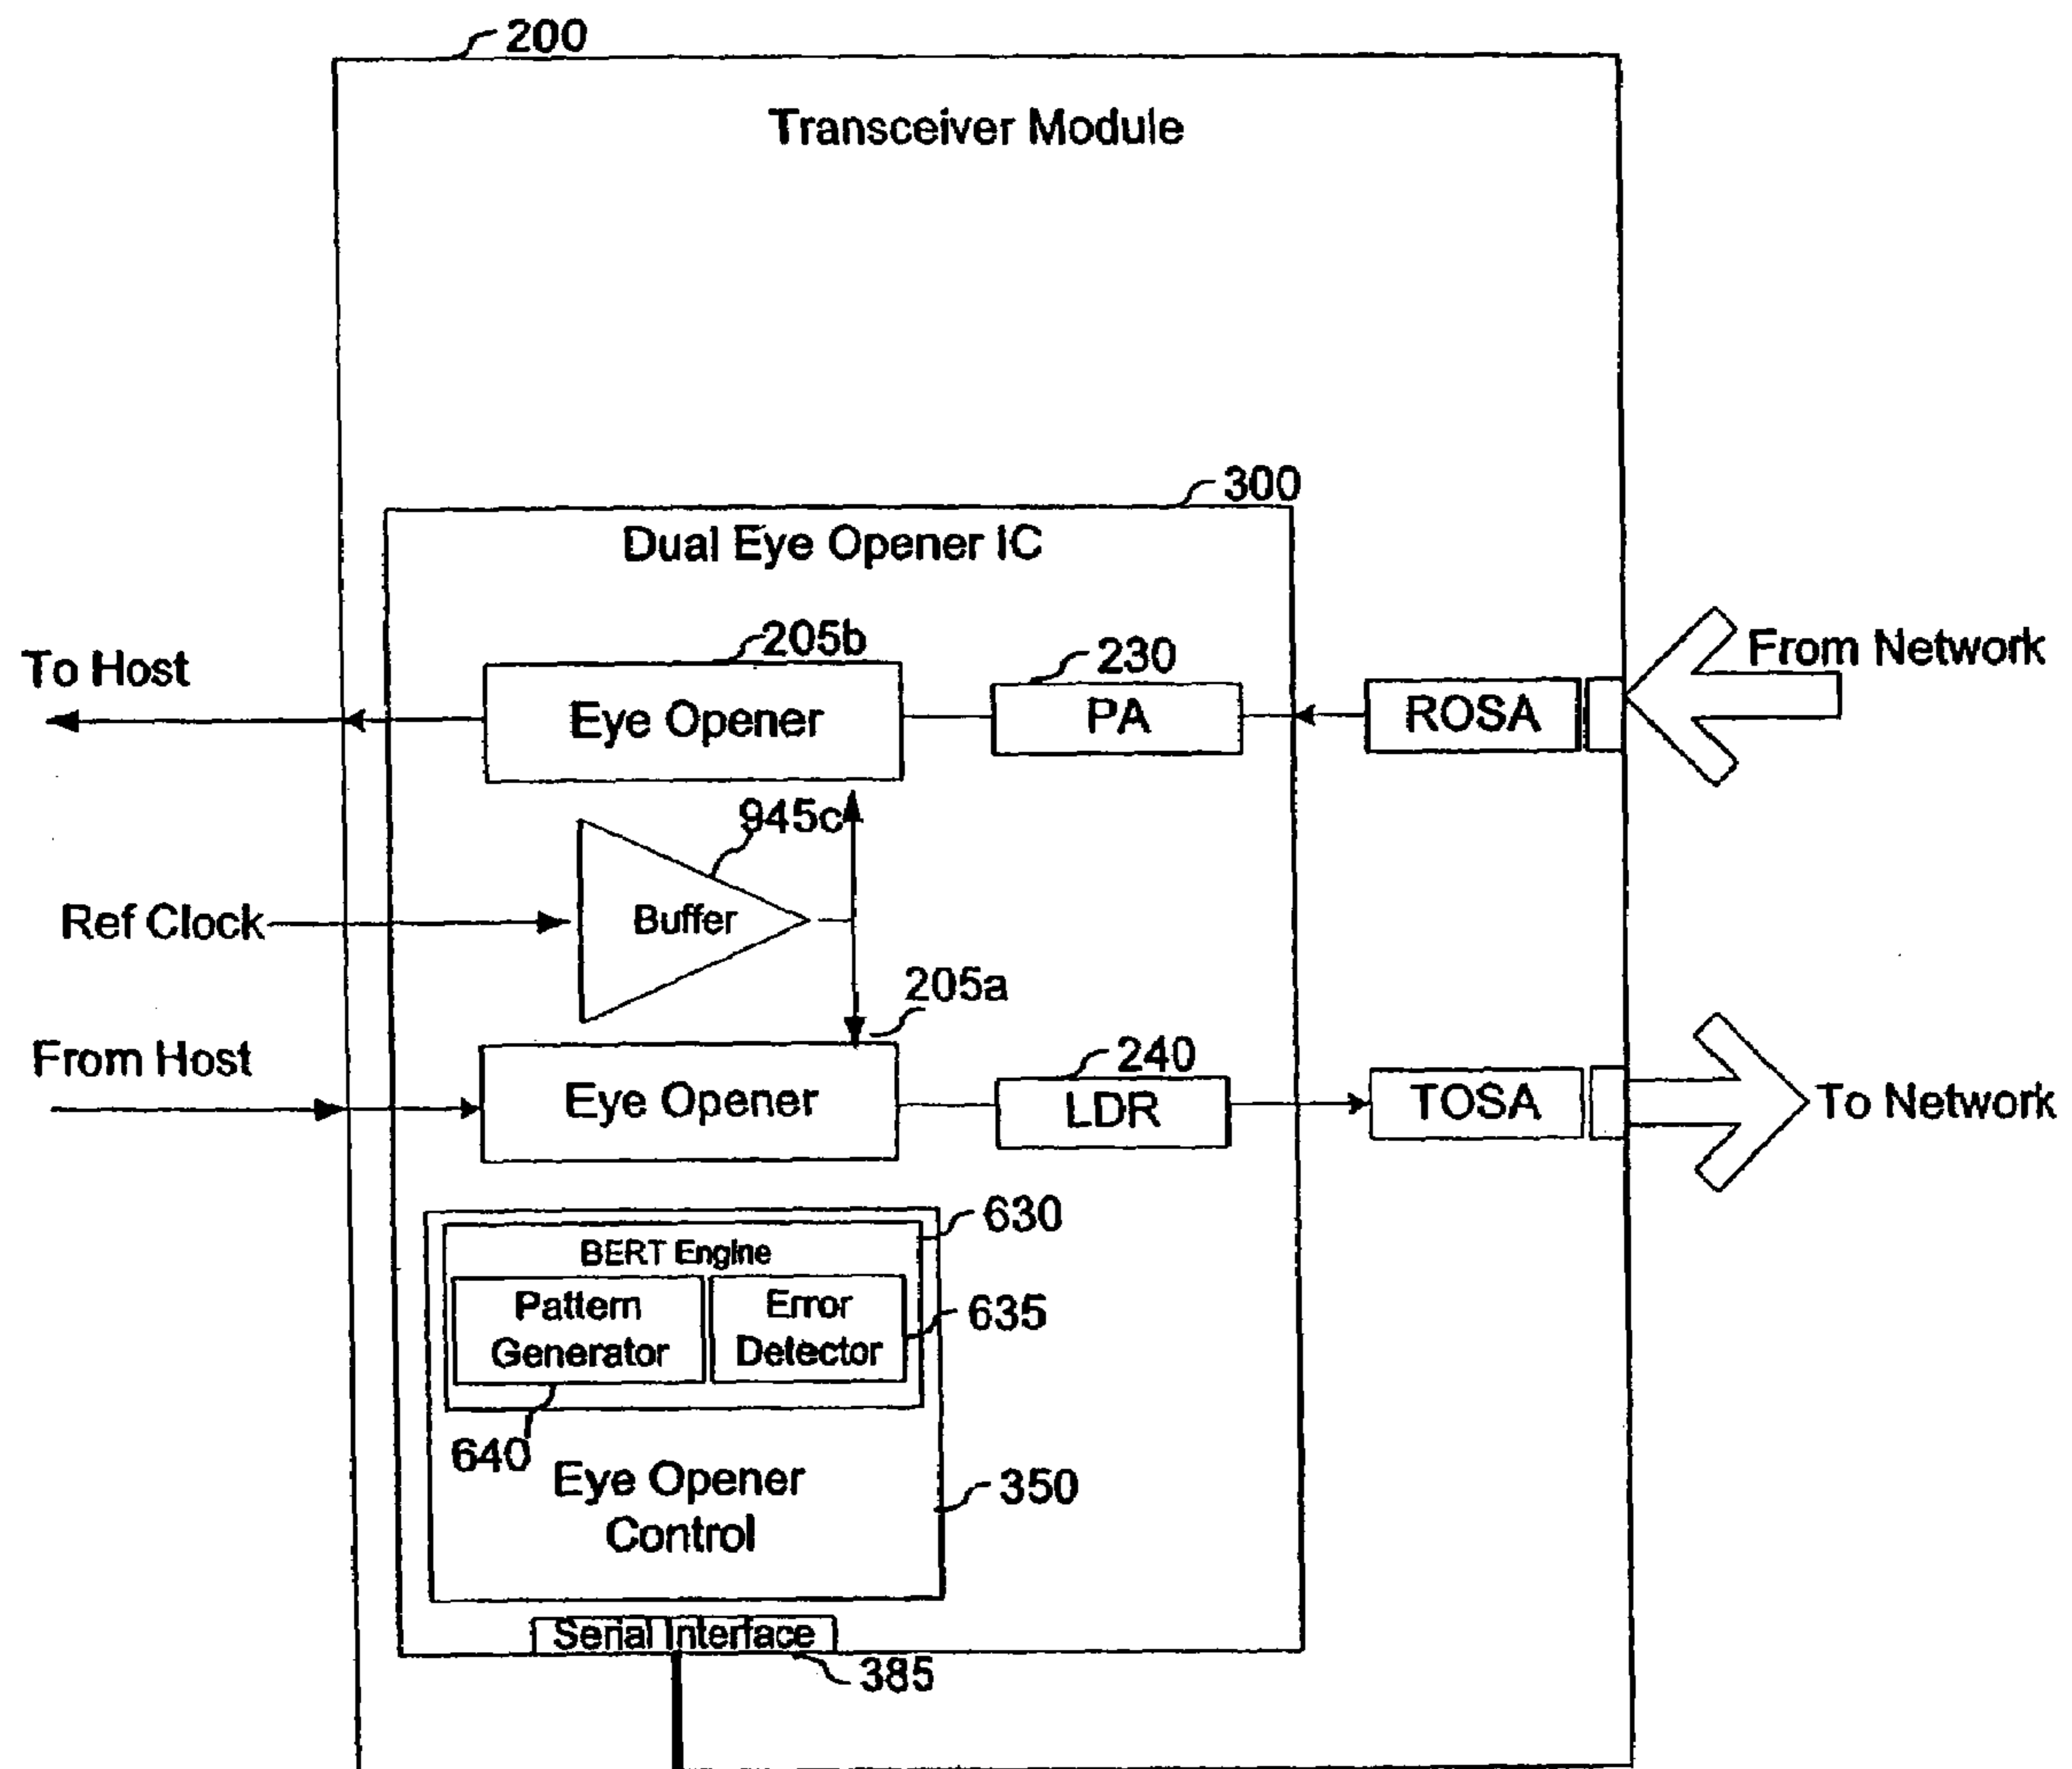 200
Transceiver Module
300
Dual Eye Opener IC
205b
230
To Host
Eye Opener
PA
ROSA
From Network
945c
Ref Clock
Buffer
205a
From Host
240
Eye Opener
LDR
TOSA
To Network
630
BERT Engine
Pattern
Generator
Error
Detector
635
640
Eye Opener
Control
350
Serial Interface
385